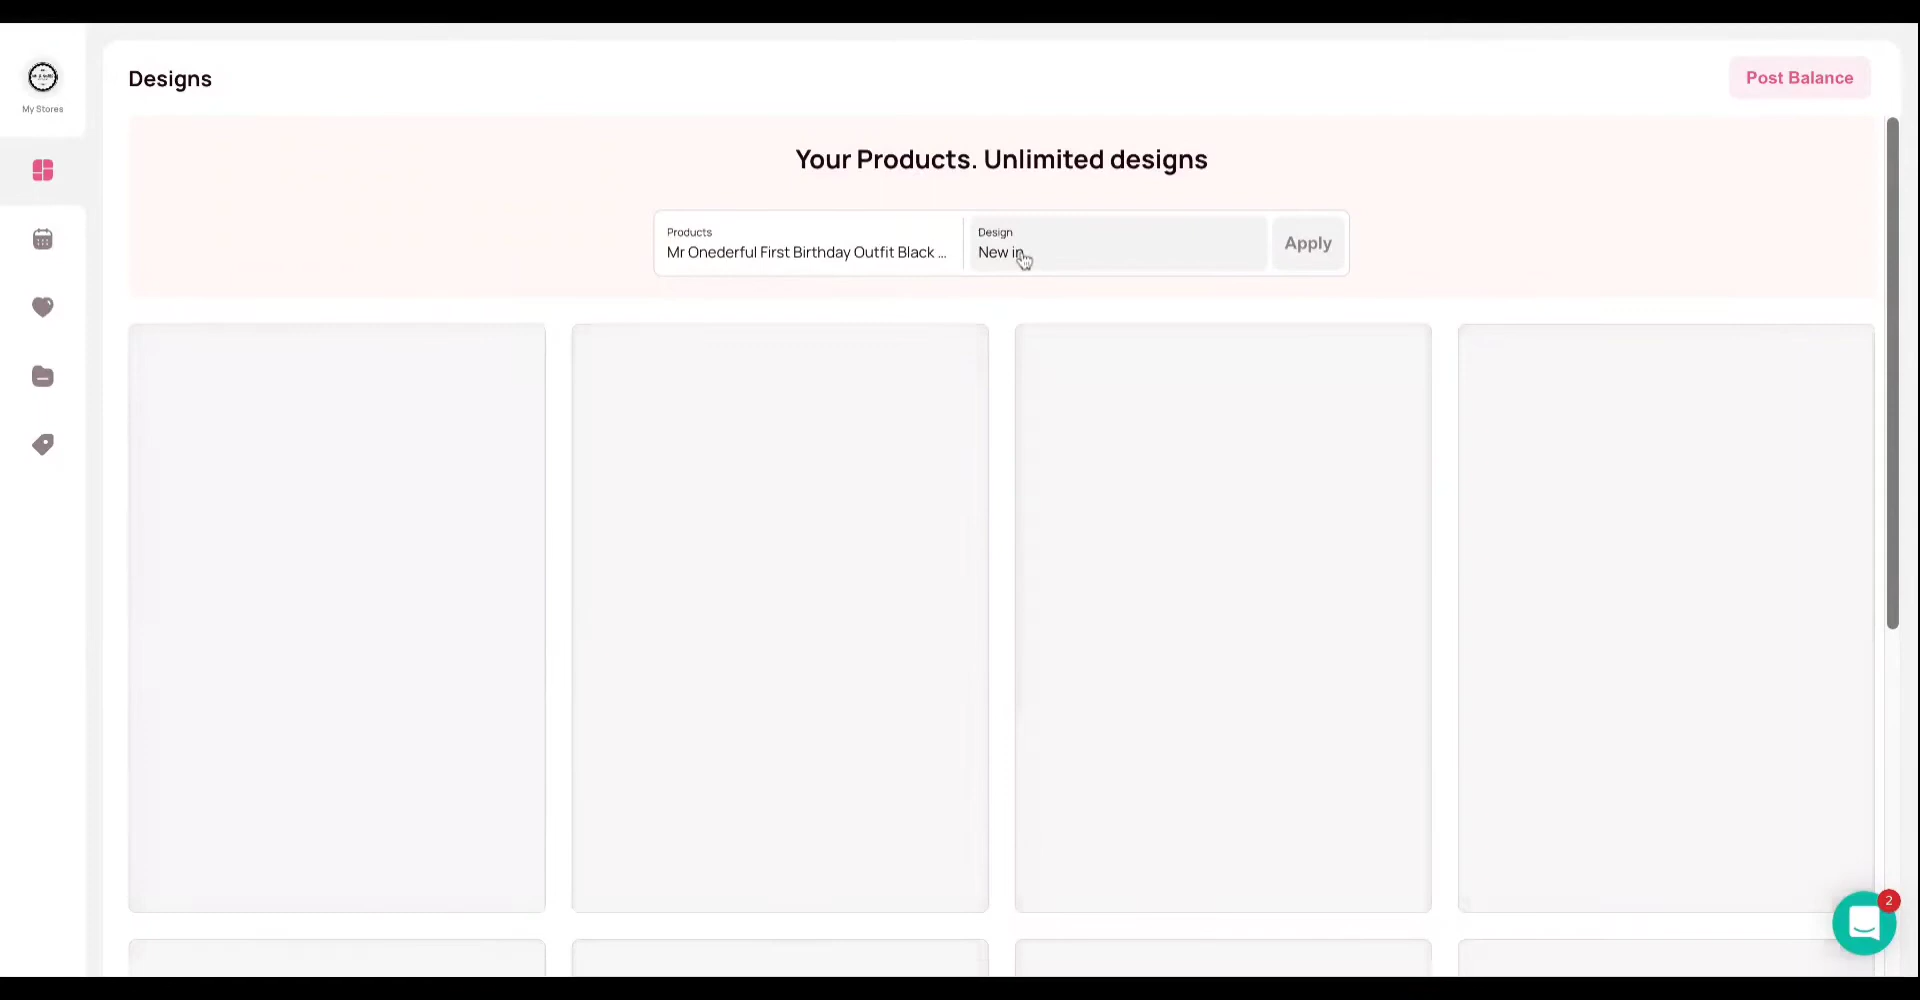 My Stores
Designs
Post Balance
Your Products. Unlimited designs
Products
Mr Onederful First Birthday Outfit Black ...
Design
New in
Apply
2